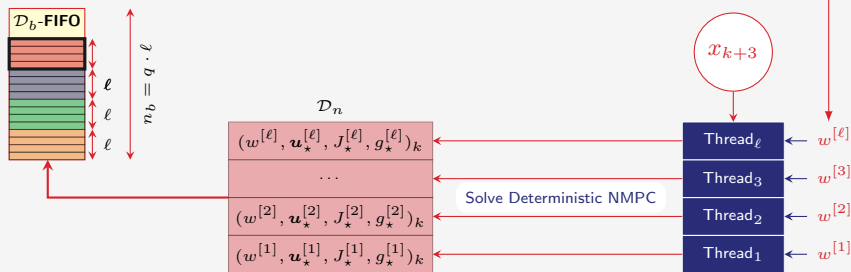 𝒟_b-FIFO
ℓ
ℓ
ℓ
n_b = q · ℓ
x_{k+3}
𝒟_n
(w^{[ℓ]}, u_⋆^{[ℓ]}, J_⋆^{[ℓ]}, g_⋆^{[ℓ]})_k
Thread_ℓ
w^{[ℓ]}
...
Thread_3
w^{[3]}
Solve Deterministic NMPC
(w^{[2]}, u_⋆^{[2]}, J_⋆^{[2]}, g_⋆^{[2]})_k
Thread_2
w^{[2]}
(w^{[1]}, u_⋆^{[1]}, J_⋆^{[1]}, g_⋆^{[1]})_k
Thread_1
w^{[1]}